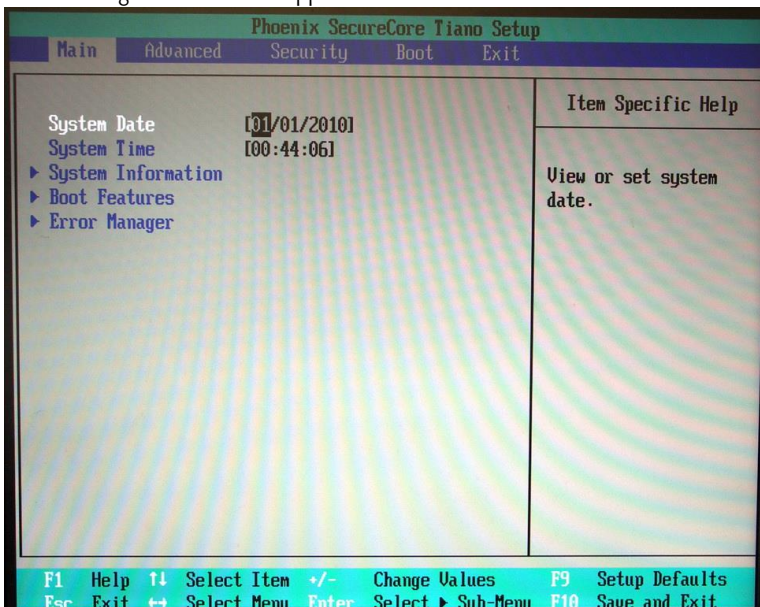 Phoenix SecureCore Tiano Setup
Main Advanced Security Boot Exit
Item Specific Help
System Date [01/01/2010]
System Time [00:44:06]
▶ System Information
▶ Boot Features
▶ Error Manager
View or set system
date.
F1 Help ↑↓ Select Item +/- Change Values F9 Setup Defaults
Esc Exit ↔ Select Menu Enter Select ▶ Sub-Menu F10 Save and Exit